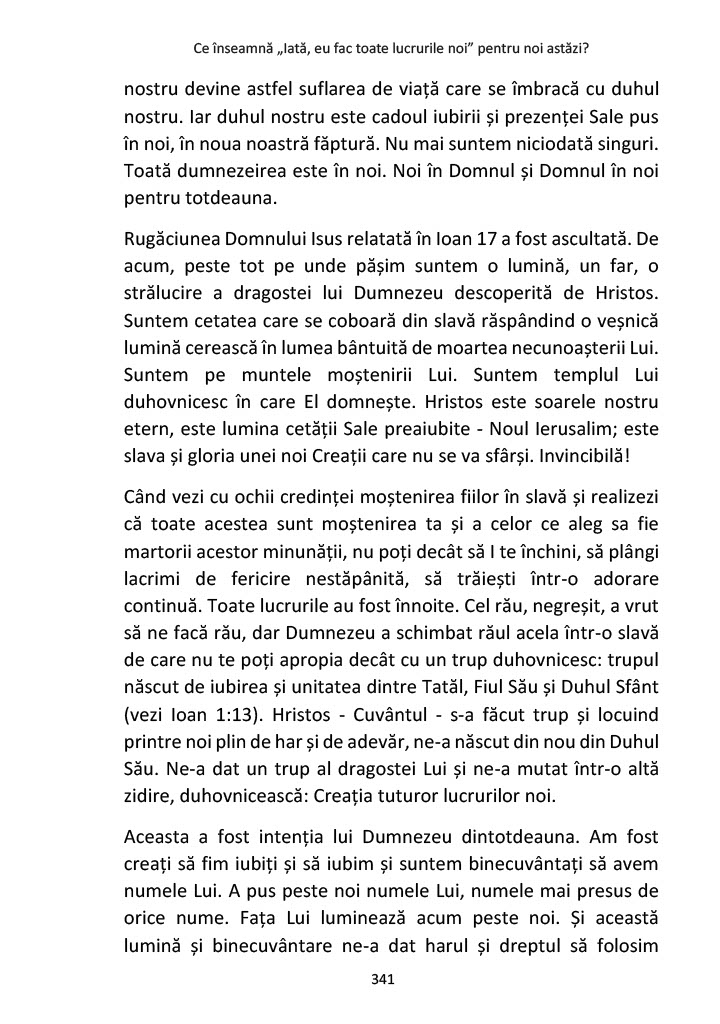 Ce înseamnă „Iată, eu fac toate lucrurile noi” pentru noi astăzi?
nostru devine astfel suflarea de viață care se îmbracă cu duhul
nostru. Iar duhul nostru este cadoul iubirii și prezenței Sale pus
în noi, în noua noastră făptură. Nu mai suntem niciodată singuri.
Toată dumnezeirea este în noi. Noi în Domnul și Domnul în noi
pentru totdeauna.
Rugăciunea Domnului Isus relatată în Ioan 17 a fost ascultată. De
acum, peste tot pe unde pășim suntem o lumină, un far, o
strălucire a dragostei lui Dumnezeu descoperită de Hristos.
Suntem cetatea care se coboară din slavă răspândind o veșnică
lumină cerească în lumea bântuită de moartea necunoașterii Lui.
Suntem pe muntele moștenirii Lui. Suntem templul Lui
duhovnicesc în care El domnește. Hristos este soarele nostru
etern, este lumina cetății Sale preaiubite - Noul Ierusalim; este
slava și gloria unei noi Creații care nu se va sfârși. Invincibilă!
Când vezi cu ochii credinței moștenirea fiilor în slavă și realizezi
că toate acestea sunt moștenirea ta și a celor ce aleg sa fie
martorii acestor minunății, nu poți decât să I te închini, să plângi
lacrimi de fericire nestăpânită, să trăiești într-o adorare
continuă. Toate lucrurile au fost înnoite. Cel rău, negreșit, a vrut
să ne facă rău, dar Dumnezeu a schimbat răul acela într-o slavă
de care nu te poți apropia decât cu un trup duhovnicesc: trupul
născut de iubirea și unitatea dintre Tatăl, Fiul Său și Duhul Sfânt
(vezi Ioan 1:13). Hristos - Cuvântul - s-a făcut trup și locuind
printre noi plin de har și de adevăr, ne-a născut din nou din Duhul
Său. Ne-a dat un trup al dragostei Lui și ne-a mutat într-o altă
zidire, duhovnicească: Creația tuturor lucrurilor noi.
Aceasta a fost intenția lui Dumnezeu dintotdeauna. Am fost
creați să fim iubiți și să iubim și suntem binecuvântați să avem
numele Lui. A pus peste noi numele Lui, numele mai presus de
orice nume. Fața Lui luminează acum peste noi. Și această
lumină și binecuvântare ne-a dat harul și dreptul să folosim
341